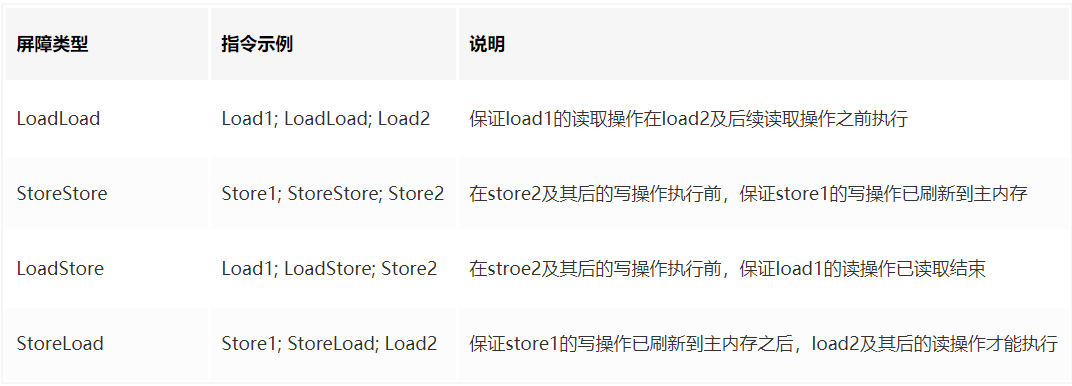 屏障类型 指令示例 说明
LoadLoad Load1; LoadLoad; Load2 保证load1的读取操作在load2及后续读取操作之前执行
StoreStore Store1; StoreStore; Store2 在store2及其后的写操作执行前，保证store1的写操作已刷新到主内存
LoadStore Load1; LoadStore; Store2 在stroe2及其后的写操作执行前，保证load1的读操作已读取结束
StoreLoad Store1; StoreLoad; Load2 保证store1的写操作已刷新到主内存之后，load2及其后的读操作才能执行